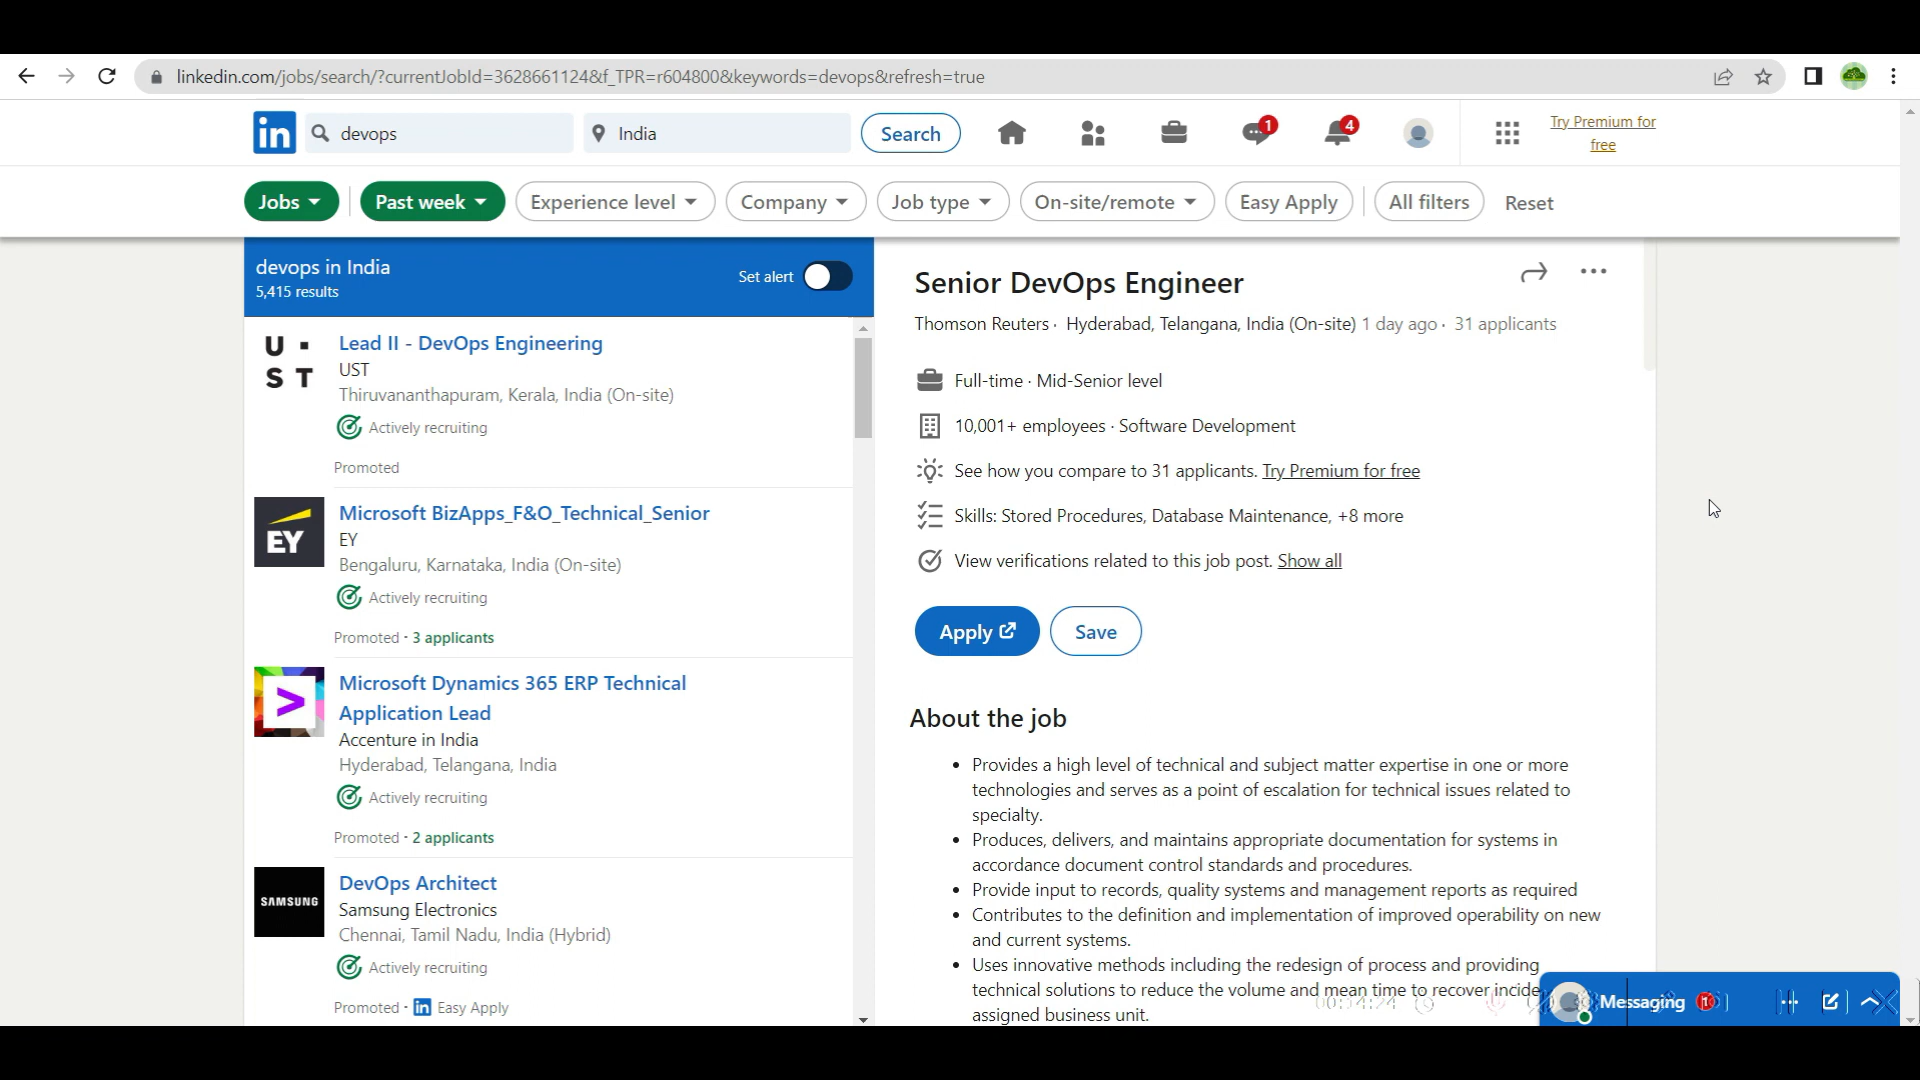 linkedin.com/jobs/search/?currentJobId=3628661124&f_TPR=r604800&keywords=devops&refresh=true
in
devops
India
Search
1
4
Try Premium for
free
Jobs
Past week
Experience level
Company
Job type
On-site/remote
Easy Apply
All filters
Reset
devops in India
5,415 results
Set alert
U
S T
Lead II - DevOps Engineering
UST
Thiruvananthapuram, Kerala, India (On-site)
Actively recruiting
Promoted
EY
Microsoft BizApps_F&O_Technical_Senior
EY
Bengaluru, Karnataka, India (On-site)
Actively recruiting
Promoted · 3 applicants
Microsoft Dynamics 365 ERP Technical
Application Lead
Accenture in India
Hyderabad, Telangana, India
Actively recruiting
Promoted · 2 applicants
SAMSUNG
DevOps Architect
Samsung Electronics
Chennai, Tamil Nadu, India (Hybrid)
Actively recruiting
Promoted · in Easy Apply
Senior DevOps Engineer
Thomson Reuters · Hyderabad, Telangana, India (On-site) 1 day ago · 31 applicants
Full-time · Mid-Senior level
10,001+ employees · Software Development
See how you compare to 31 applicants. Try Premium for free
Skills: Stored Procedures, Database Maintenance, +8 more
View verifications related to this job post. Show all
Apply
Save
About the job
• Provides a high level of technical and subject matter expertise in one or more
technologies and serves as a point of escalation for technical issues related to
specialty.
• Produces, delivers, and maintains appropriate documentation for systems in
accordance document control standards and procedures.
• Provide input to records, quality systems and management reports as required
• Contributes to the definition and implementation of improved operability on new
and current systems.
• Uses innovative methods including the redesign of process and providing
technical solutions to reduce the volume and mean time to recover incide
assigned business unit.
Messaging 1